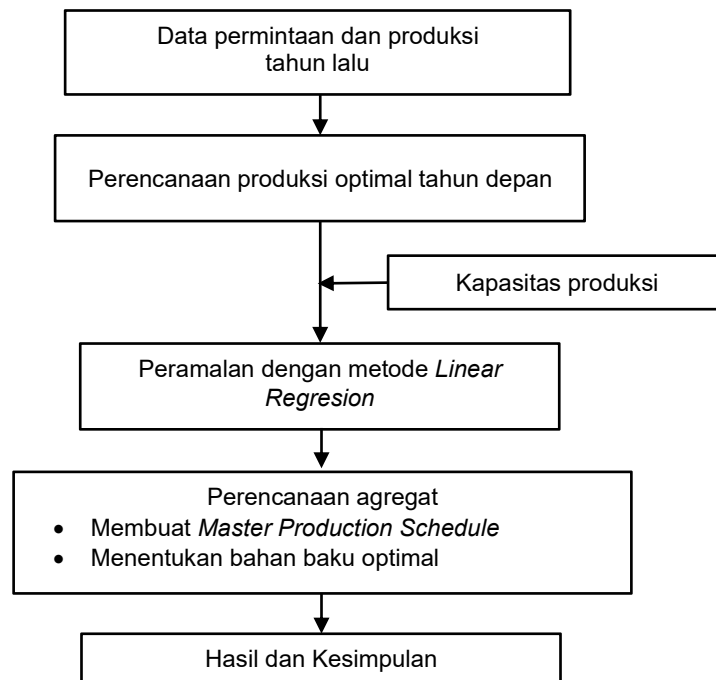 Data permintaan dan produksi
tahun lalu
Perencanaan produksi optimal tahun depan
Kapasitas produksi
Peramalan dengan metode Linear
Regresion
Perencanaan agregat
• Membuat Master Production Schedule
• Menentukan bahan baku optimal
Hasil dan Kesimpulan